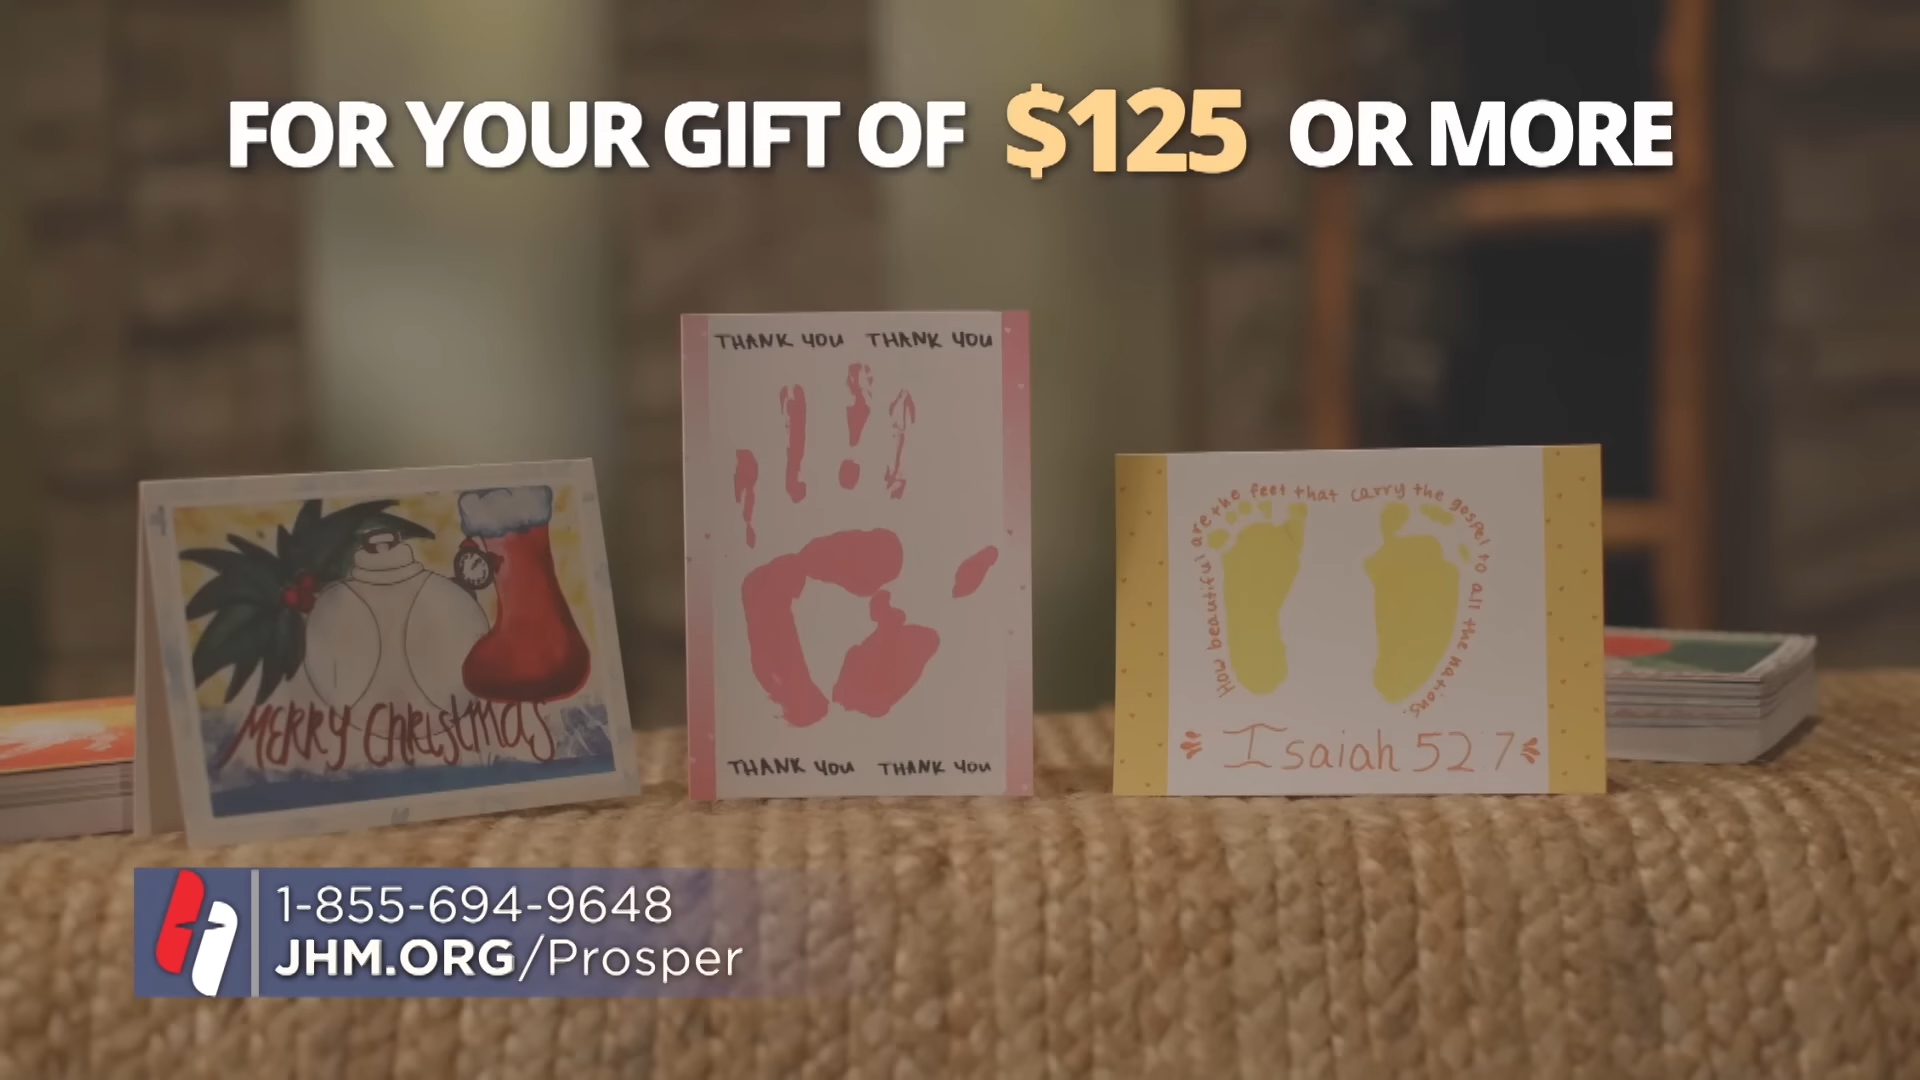 FOR YOUR GIFT OF $125 OR MORE
THANK YOU THANK YOU
MERRY CHRISTMAS
THANK YOU THANK YOU
How beautiful are the feet that carry the gospel to all the nations.
Isaiah 52 7
1-855-694-9648
JHM.ORG/Prosper